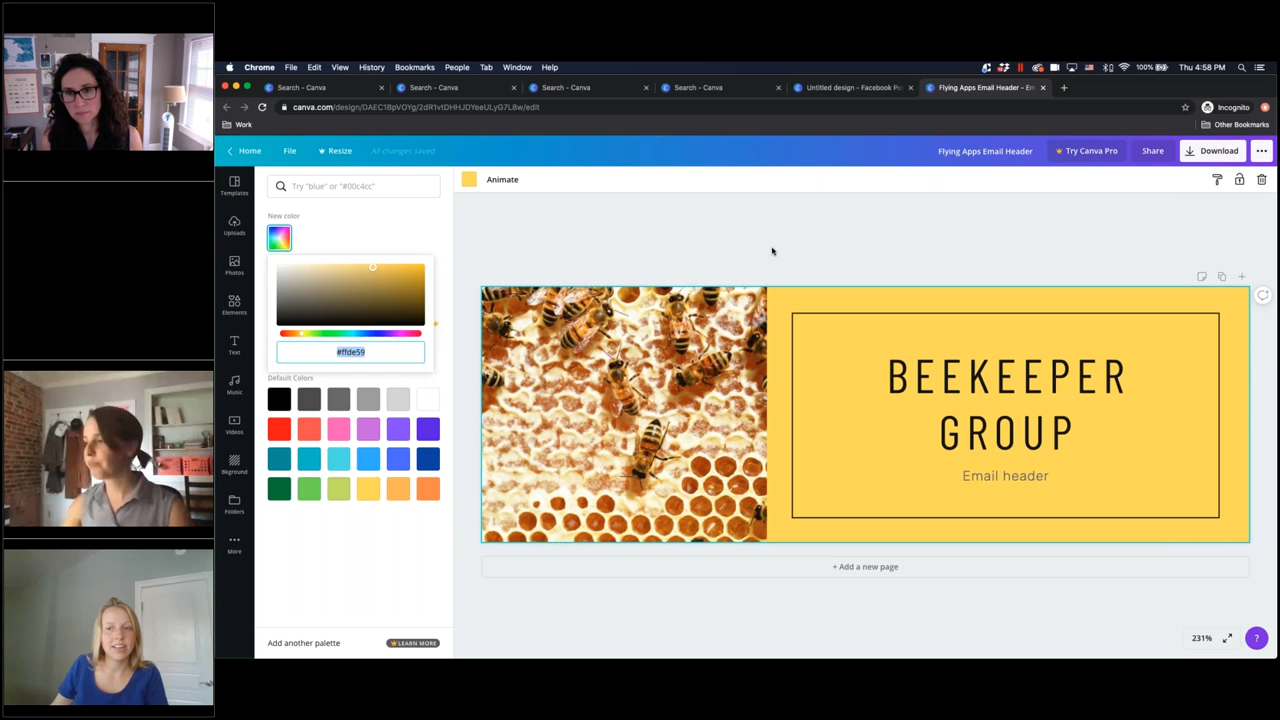 Chrome File Edit View History Bookmarks People Tab Window Help 100% Thu 4:58 PM
Search - Canva Search - Canva Search - Canva Search - Canva Untitled design - Facebook Po Flying Apps Email Header - Em
canva.com/design/DAEC1BpVOYg/2dR1vtDHHJDYeeULyG7L8w/edit Incognito
Work Other Bookmarks
Home File Resize All changes saved Flying Apps Email Header Try Canva Pro Share Download
Templates
Uploads
Photos
Elements
Text
Music
Videos
Bkground
Folders
More
Try "blue" or "#00c4cc"
New color
#ffde59
Default Colors
Add another palette LEARN MORE
Animate
BEEKEEPER
GROUP
Email header
+ Add a new page
231% ?